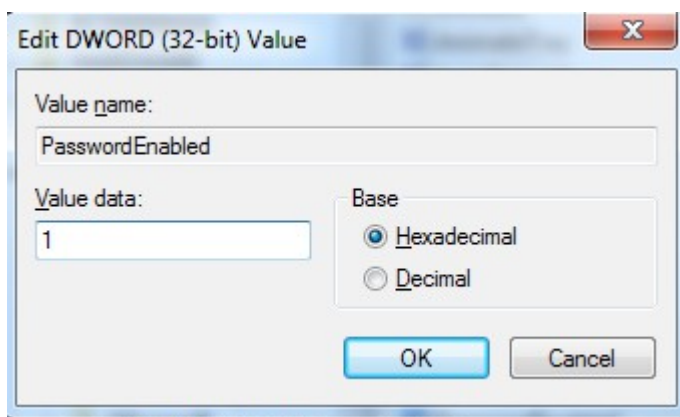 Edit DWORD (32-bit) Value
Value name:
PasswordEnabled
Value data:
1
Base
Hexadecimal
Decimal
OK
Cancel